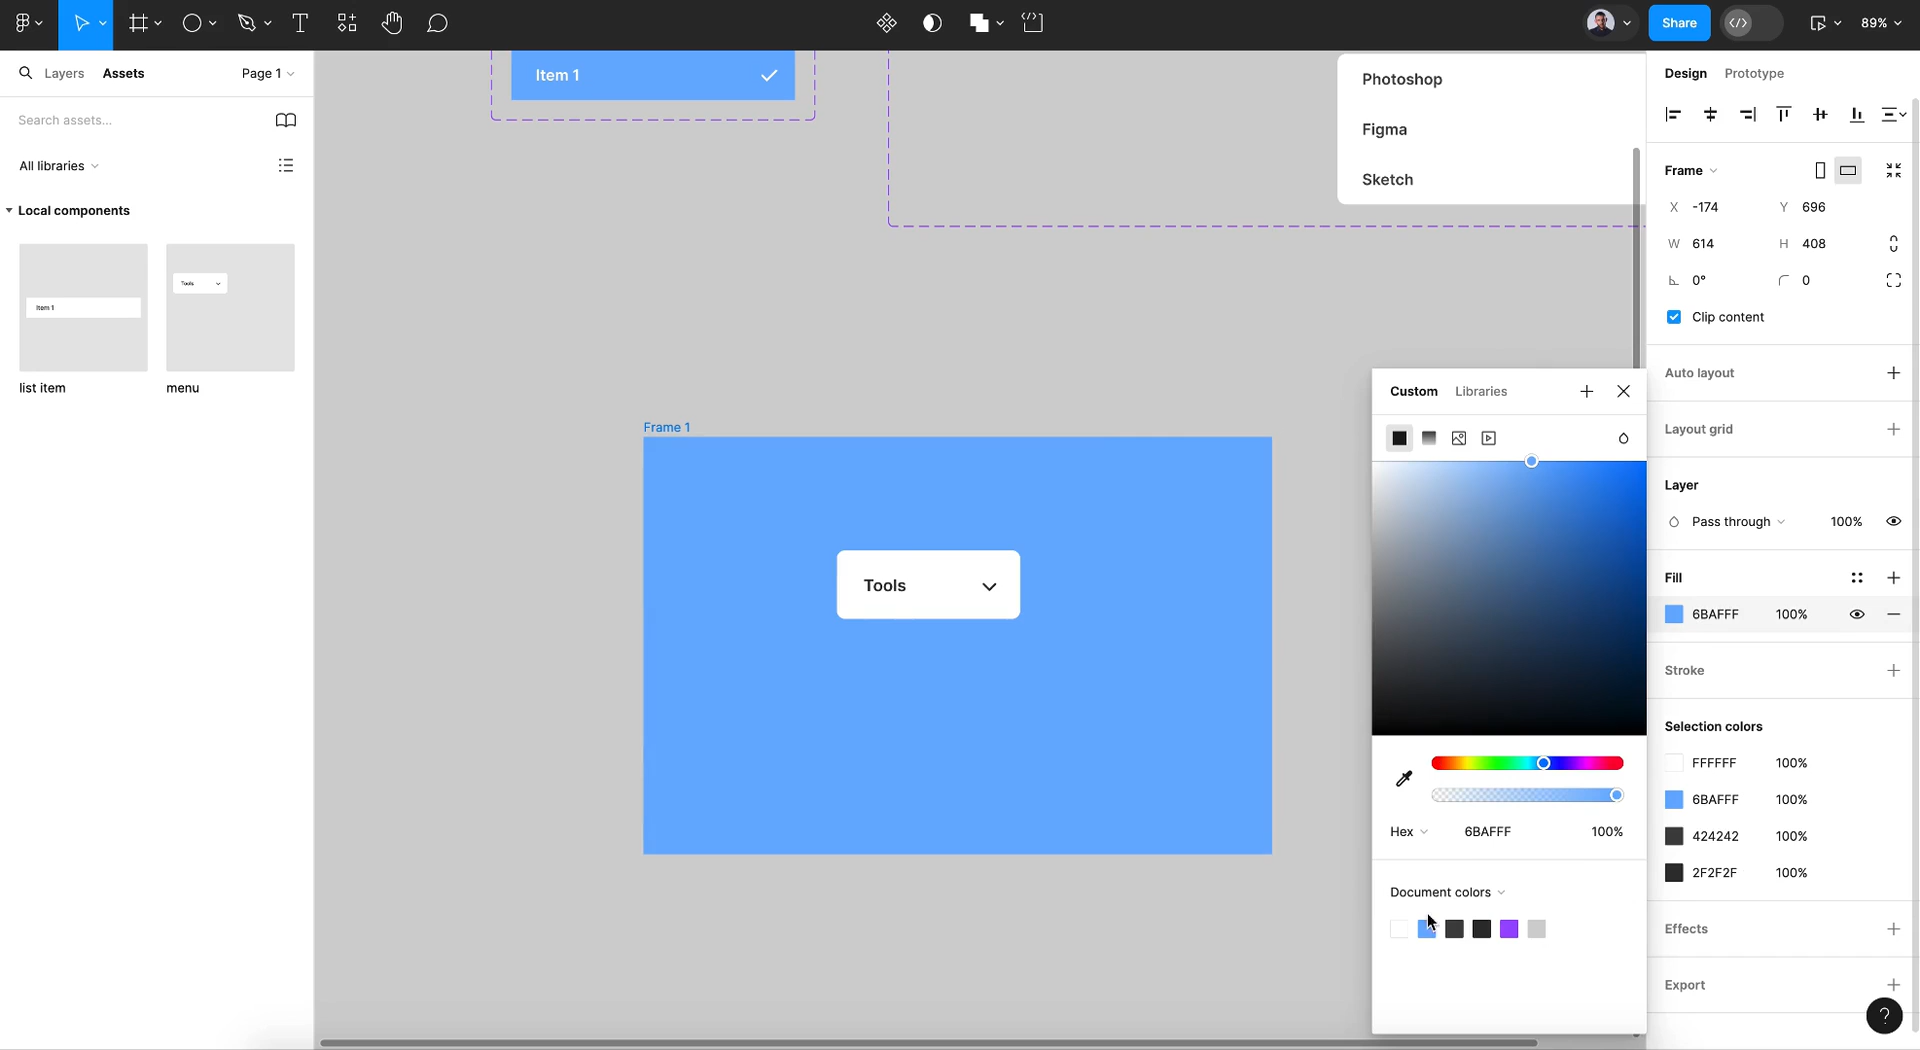 89%
Share
Layers
Assets
Page 1
Search assets...
All libraries
Local components
Item 1
Tools
list item
menu
Item 1
Photoshop
Figma
Sketch
Frame 1
Tools
Custom
Libraries
Hex
6BAFFF
100%
Document colors
Design
Prototype
Frame
X -174
Y 696
W 614
H 408
0°
0
Clip content
Auto layout
Layout grid
Layer
Pass through
100%
Fill
6BAFFF
100%
Stroke
Selection colors
FFFFFF
100%
6BAFFF
100%
424242
100%
2F2F2F
100%
Effects
Export
?